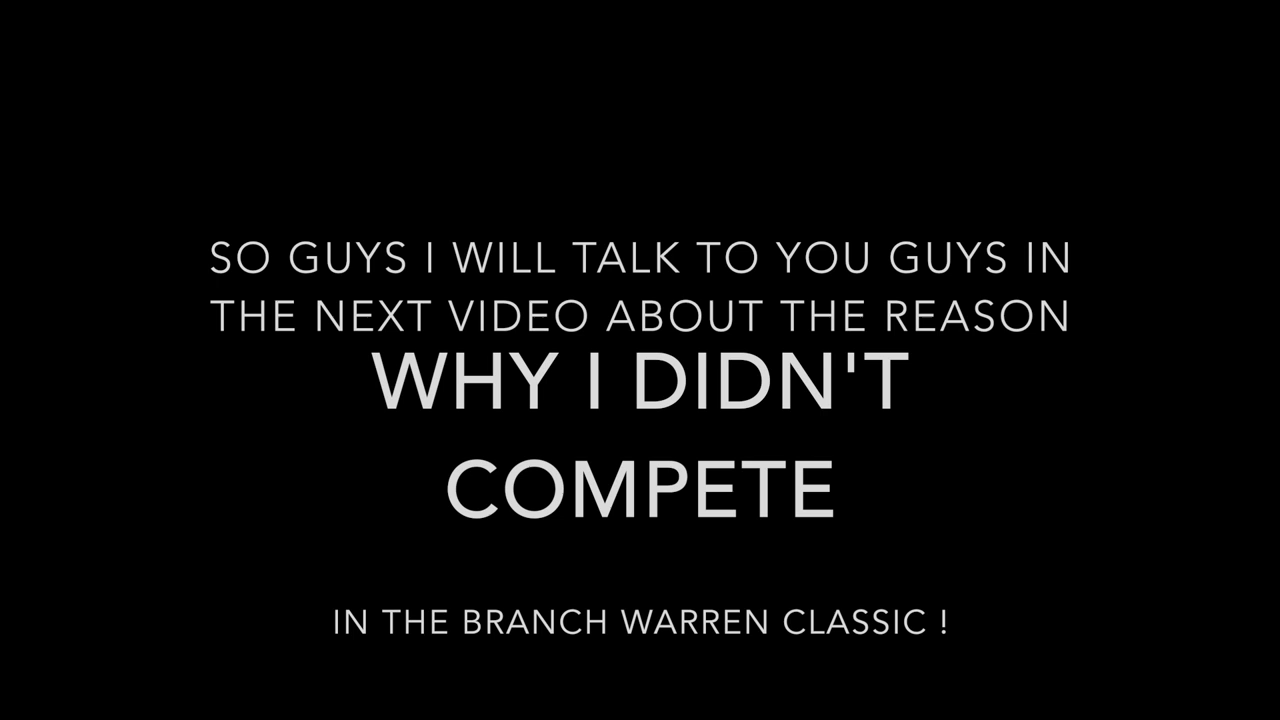 SO GUYS I WILL TALK TO YOU GUYS IN
THE NEXT VIDEO ABOUT THE REASON
WHY I DIDN'T
COMPETE
IN THE BRANCH WARREN CLASSIC !